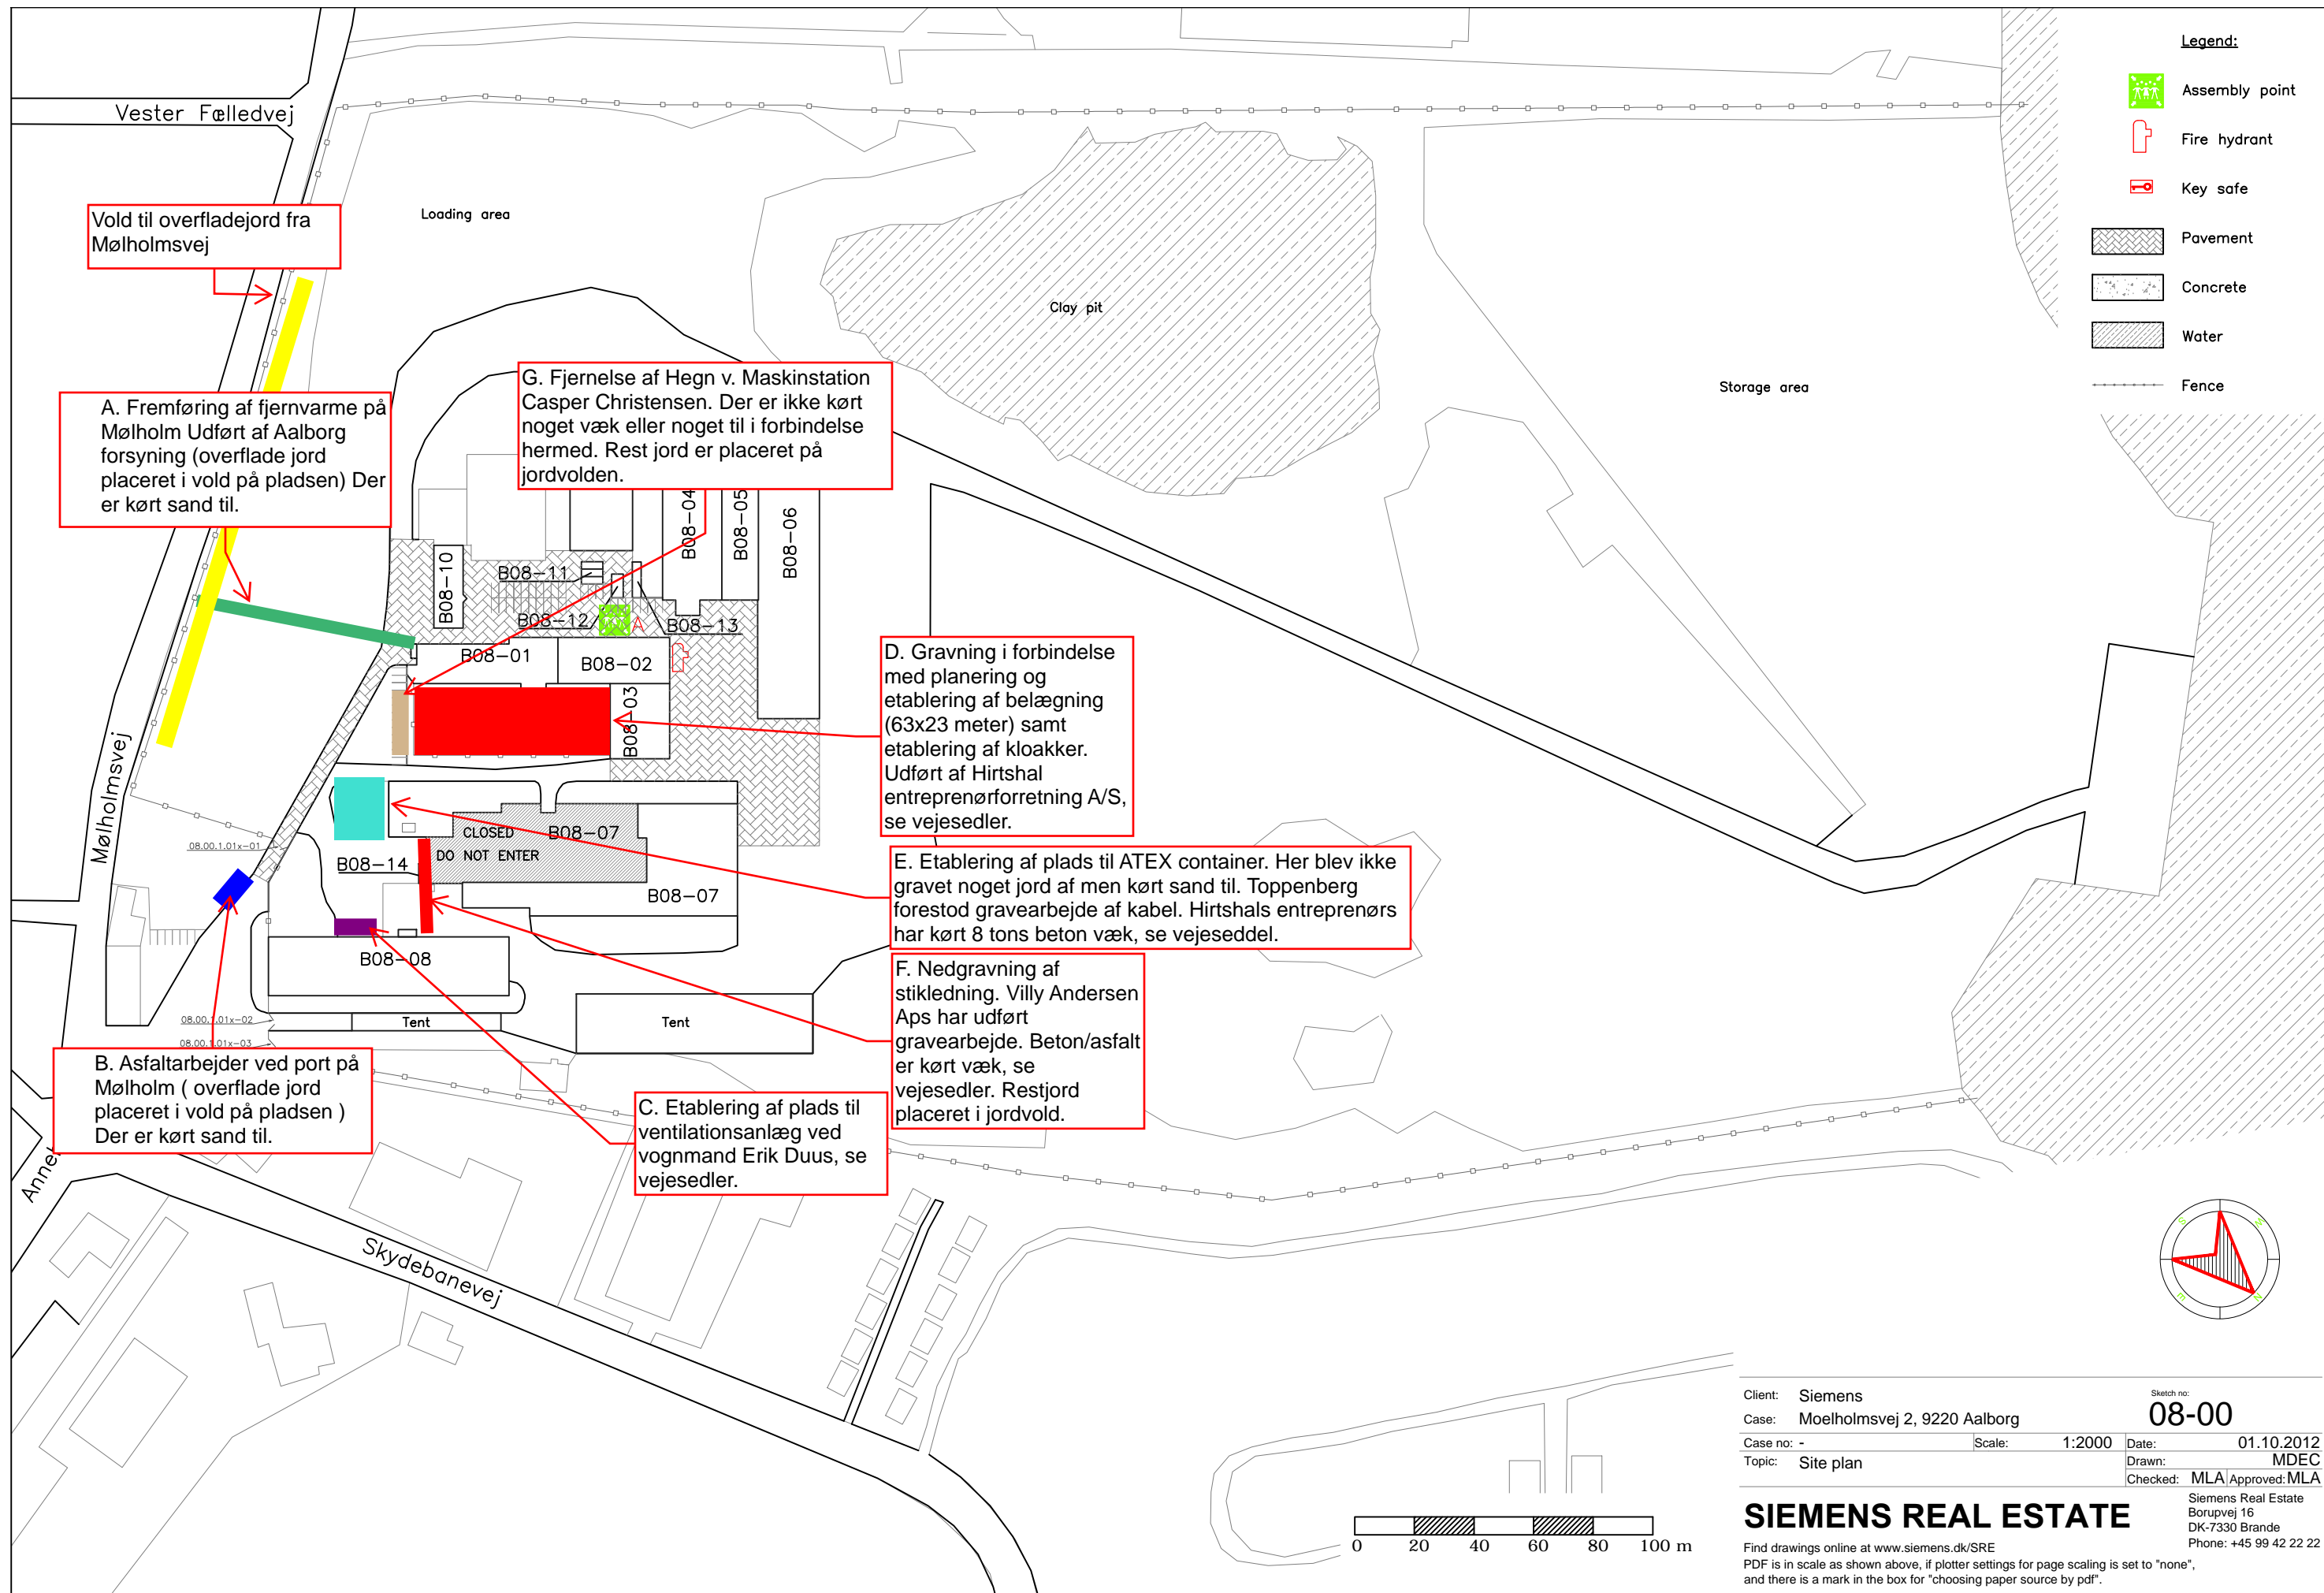 Legend:
Assembly point
Fire hydrant
Key safe
Pavement
Concrete
Water
Fence
Vester Fælledvej
Loading area
Vold til overfladejord fra
Mølholmsvej
Clay pit
Storage area
G. Fjernelse af Hegn v. Maskinstation
Casper Christensen. Der er ikke kørt
noget væk eller noget til i forbindelse
hermed. Rest jord er placeret på
jordvolden.
A. Fremføring af fjernvarme på
Mølholm Udført af Aalborg
forsyning (overflade jord
placeret i vold på pladsen) Der
er kørt sand til.
B08-04
B08-05
B08-06
B08-10
B08-11
B08-12
A
B08-13
B08-01
B08-02
B08-03
D. Gravning i forbindelse
med planering og
etablering af belægning
(63x23 meter) samt
etablering af kloakker.
Udført af Hirtshal
entreprenørforretning A/S,
se vejesedler.
Mølholmsvej
08.00.1.01x-01
CLOSED
DO NOT ENTER
B08-07
B08-14
B08-07
E. Etablering af plads til ATEX container. Her blev ikke
gravet noget jord af men kørt sand til. Toppenberg
forestod gravearbejde af kabel. Hirtshals entreprenørs
har kørt 8 tons beton væk, se vejeseddel.
B08-08
F. Nedgravning af
stikledning. Villy Andersen
Aps har udført
gravearbejde. Beton/asfalt
er kørt væk, se
vejesedler. Restjord
placeret i jordvold.
08.00.1.01x-02
08.00.1.01x-03
Tent
Tent
B. Asfaltarbejder ved port på
Mølholm ( overflade jord
placeret i vold på pladsen )
Der er kørt sand til.
C. Etablering af plads til
ventilationsanlæg ved
vognmand Erik Duus, se
vejesedler.
Skydebanevej
S
W
E
N
0 20 40 60 80 100 m
Client: Siemens
Sketch no:
08-00
Case: Moelholmsvej 2, 9220 Aalborg
Case no: - Scale: 1:2000 Date: 01.10.2012
Topic: Site plan
Drawn: MDEC
Checked: MLA Approved: MLA
SIEMENS REAL ESTATE
Siemens Real Estate
Borupvej 16
DK-7330 Brande
Phone: +45 99 42 22 22
Find drawings online at www.siemens.dk/SRE
PDF is in scale as shown above, if plotter settings for page scaling is set to "none",
and there is a mark in the box for "choosing paper source by pdf".